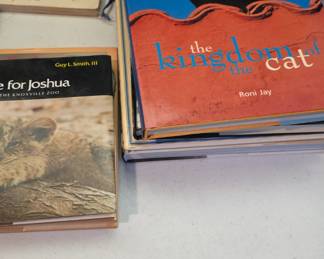 Guy L. Smith, III
e for Joshua
THE KNOXVILLE ZOO
the
kingdom of
the cat
Roni Jay